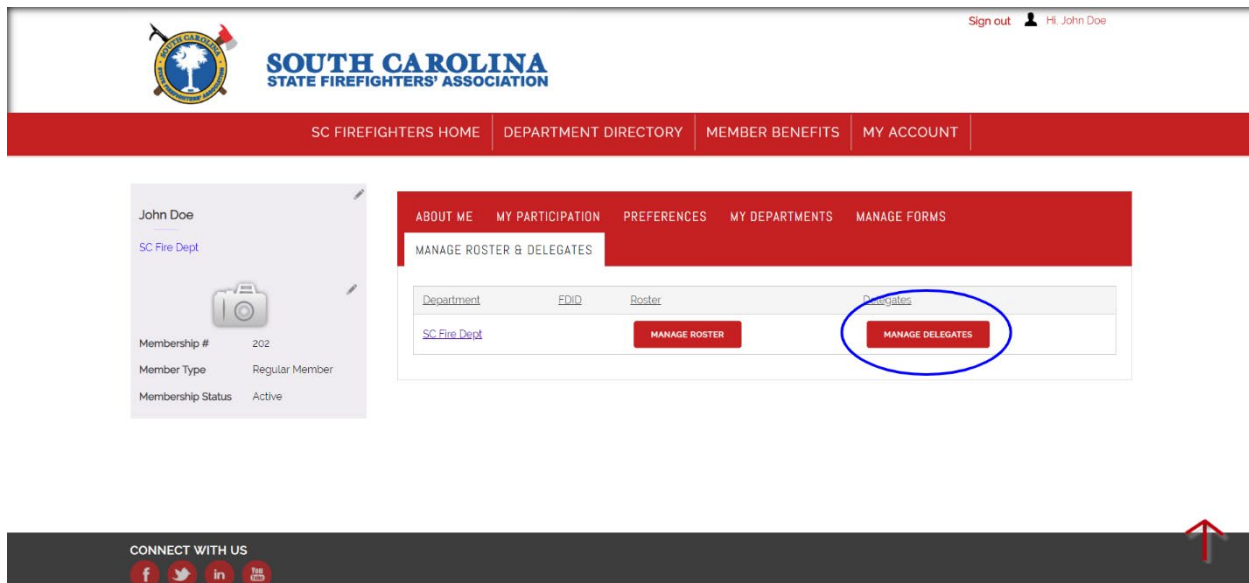 Sign out Hi, John Doe
SOUTH CAROLINA
STATE FIREFIGHTERS' ASSOCIATION
SC FIREFIGHTERS HOME DEPARTMENT DIRECTORY MEMBER BENEFITS MY ACCOUNT
John Doe
SC Fire Dept
Membership # 202
Member Type Regular Member
Membership Status Active
ABOUT ME MY PARTICIPATION PREFERENCES MY DEPARTMENTS MANAGE FORMS
MANAGE ROSTER & DELEGATES
Department FDID Roster Delegates
SC Fire Dept MANAGE ROSTER MANAGE DELEGATES
CONNECT WITH US
f in You Tube